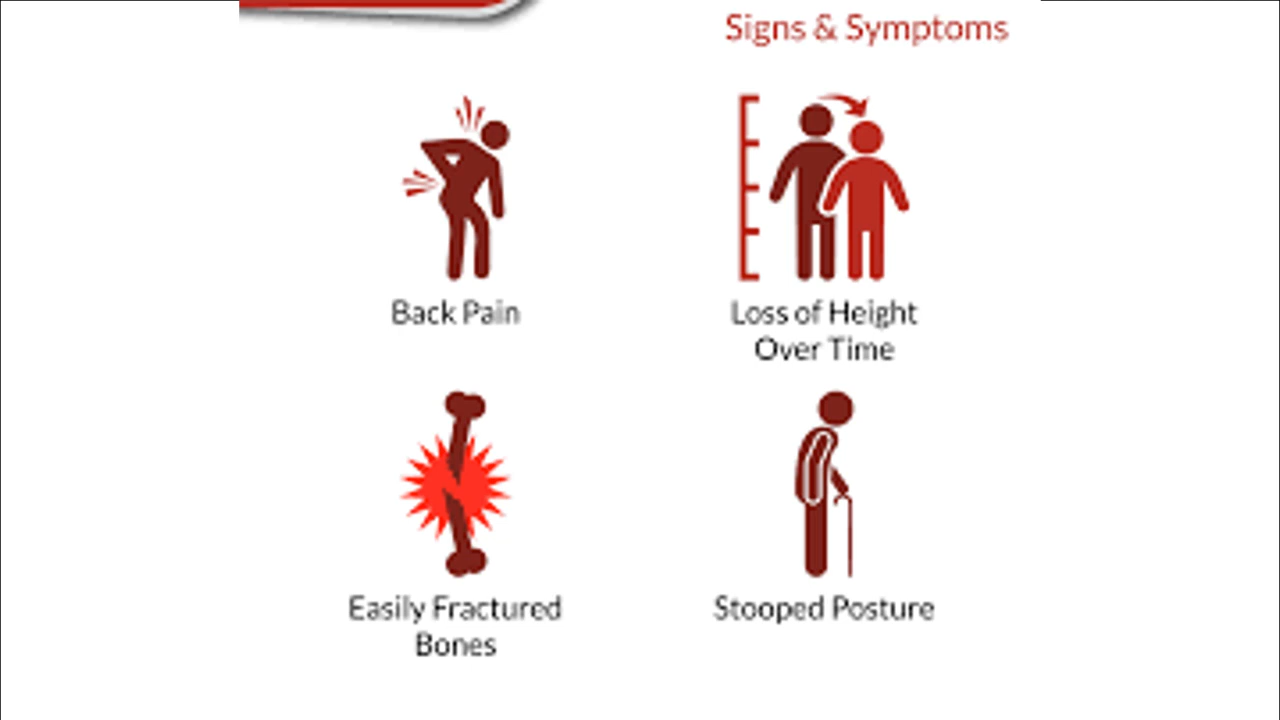 Signs & Symptoms
Back Pain
Loss of Height
Over Time
Easily Fractured
Bones
Stooped Posture